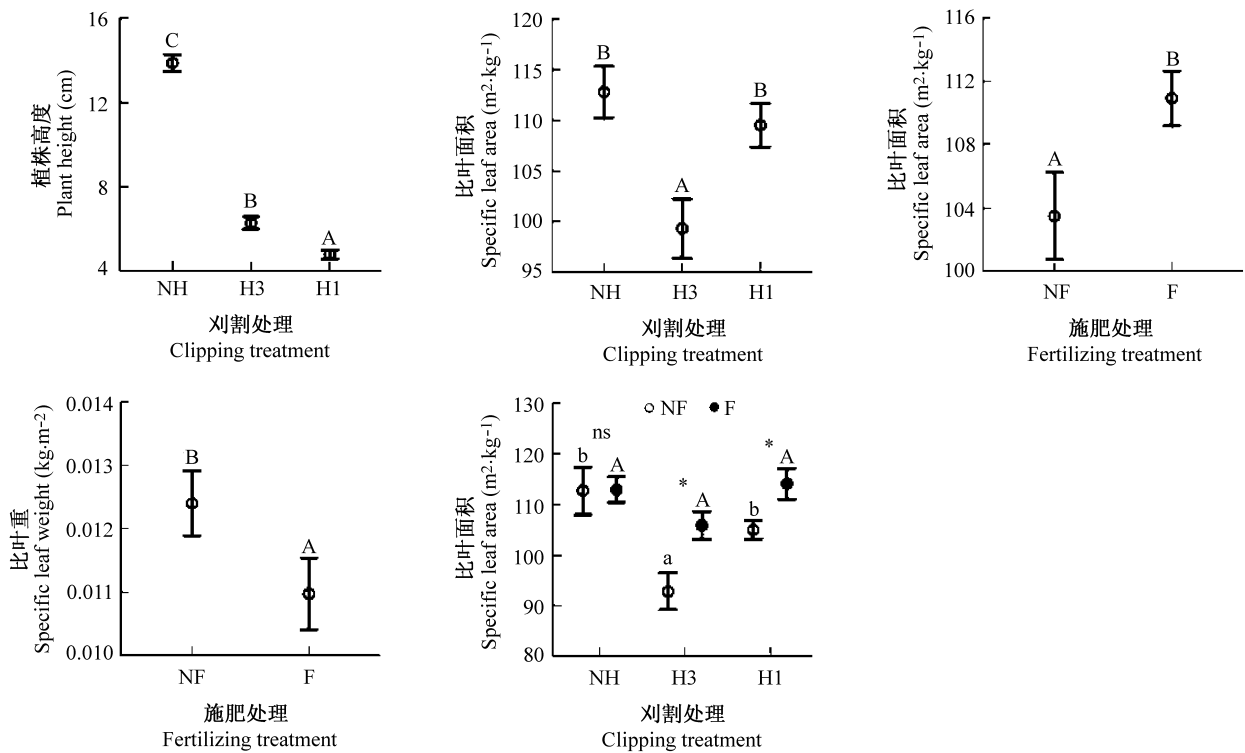 16
12
8
4
C
B
A
NH
H3
H1
植株高度
Plant height (cm)
刈割处理
Clipping treatment
120
115
110
105
100
95
B
A
B
NH
H3
H1
比叶面积
Specific leaf area (m²·kg⁻¹)
刈割处理
Clipping treatment
116
112
108
104
100
A
B
NF
F
比叶面积
Specific leaf area (m²·kg⁻¹)
施肥处理
Fertilizing treatment
0.014
0.013
0.012
0.011
0.010
B
A
NF
F
比叶重
Specific leaf weight (kg·m⁻²)
施肥处理
Fertilizing treatment
130
120
110
100
90
80
NF
F
b
ns
A
a
*
A
b
*
A
NH
H3
H1
比叶面积
Specific leaf area (m²·kg⁻¹)
刈割处理
Clipping treatment